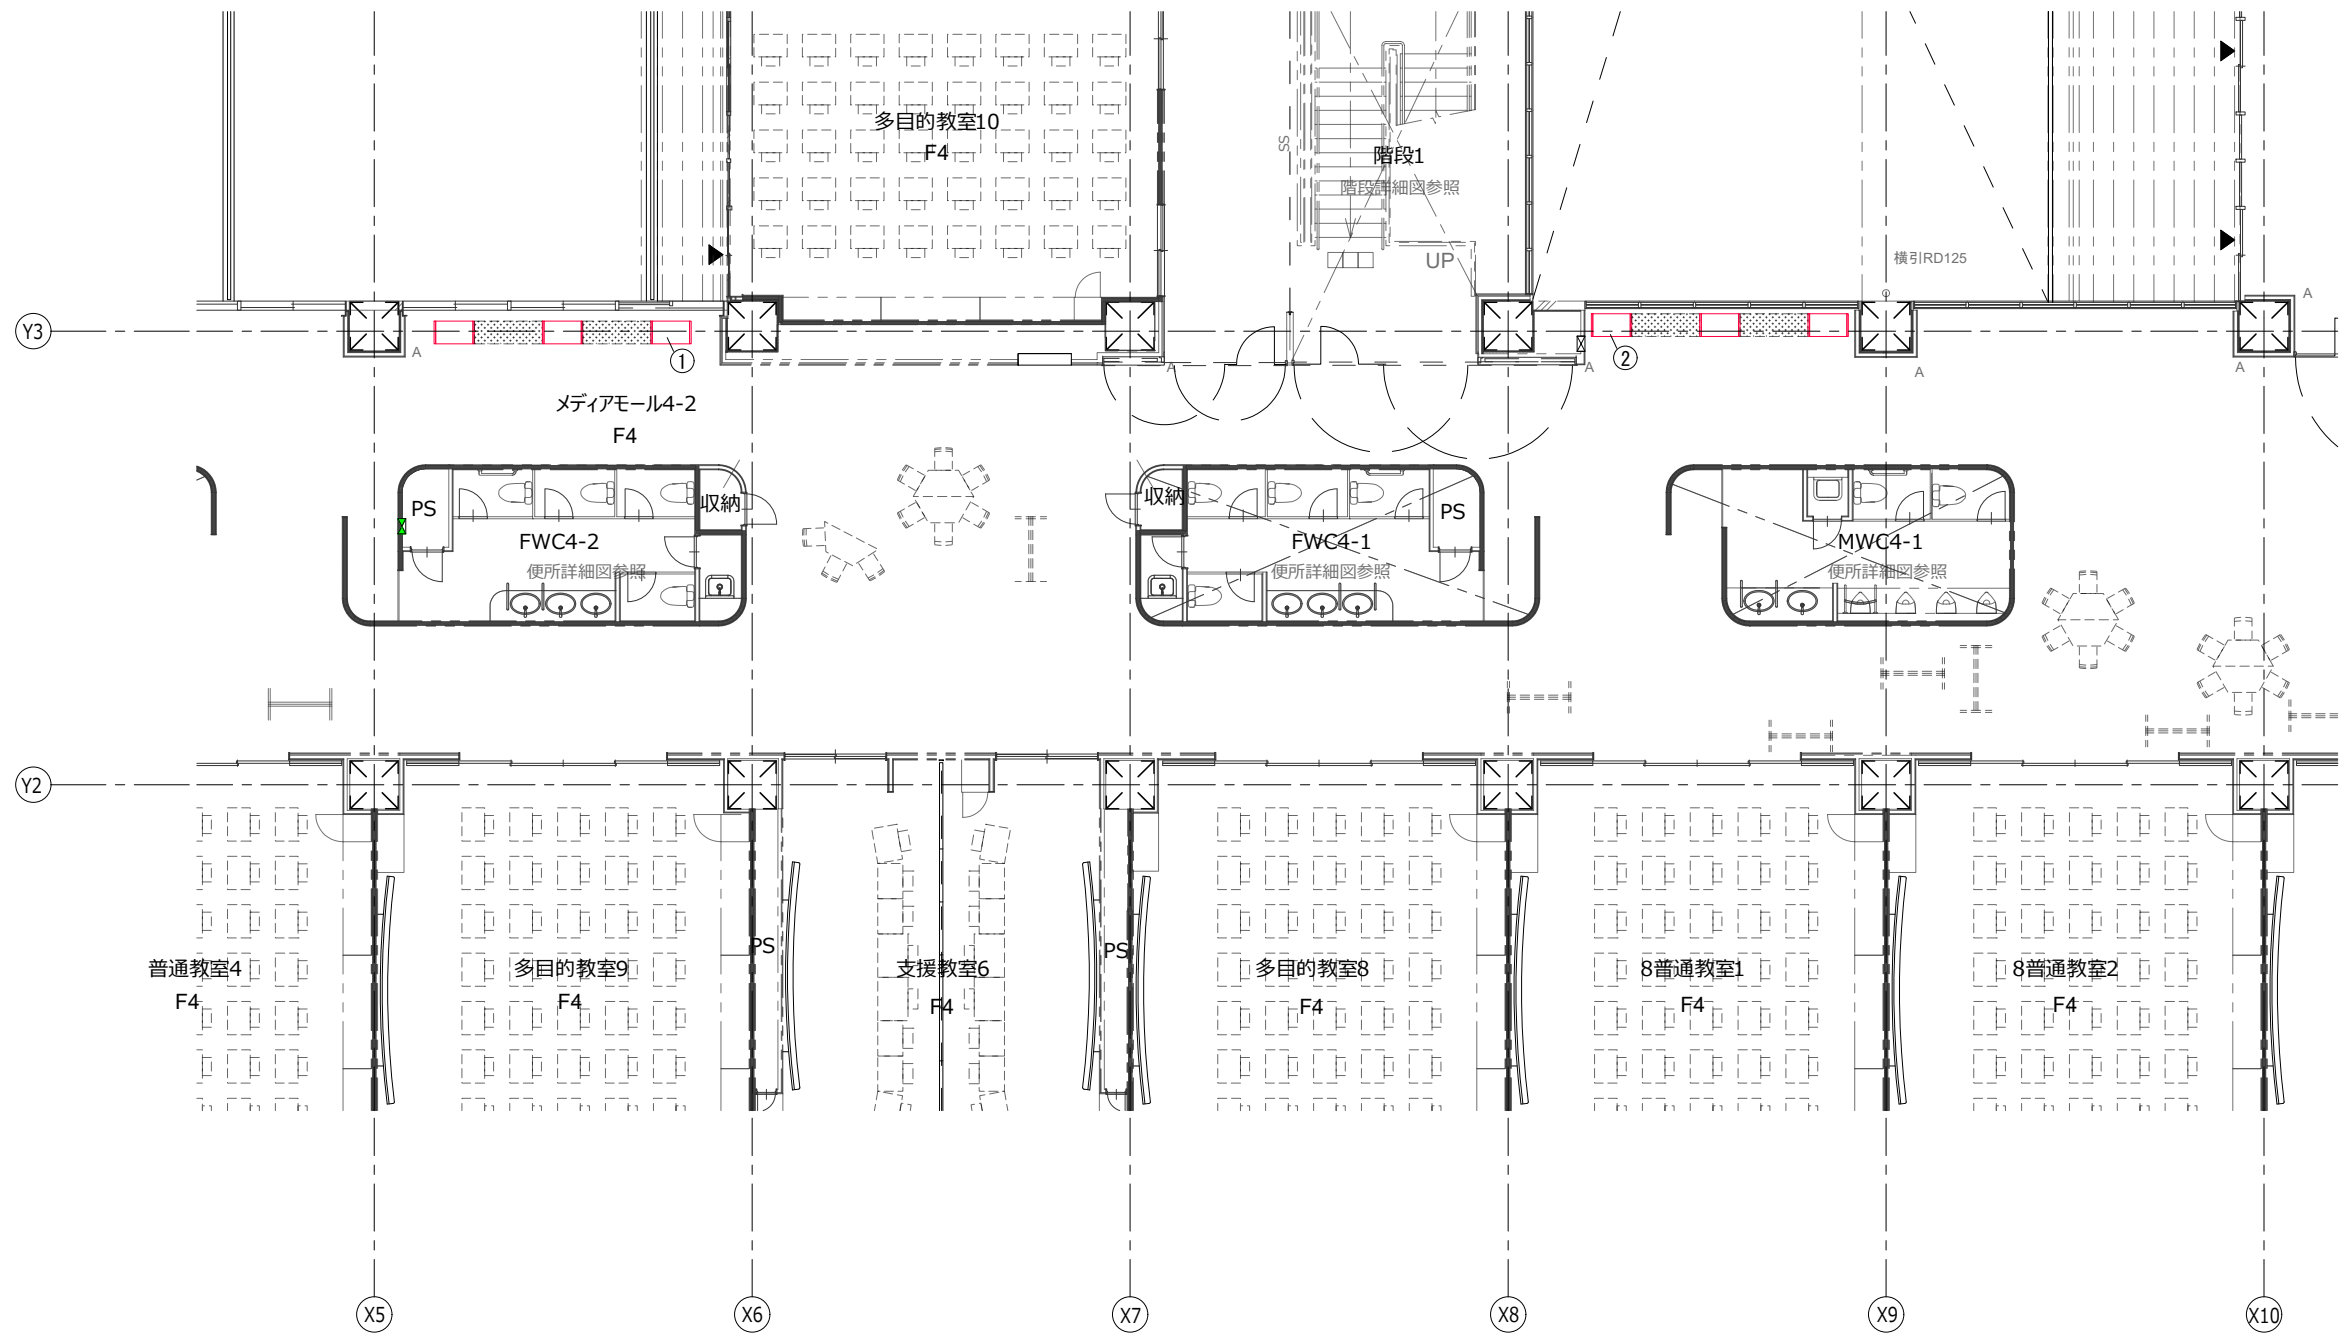 多目的教室10
F4
SS
階段1
階段詳細図参照
UP
横引RD125
A
Y3
A
①
A
A
②
A
A
メディアモール4-2
F4
PS
収納
FWC4-2
便所詳細図参照
収納
PS
FWC4-1
便所詳細図参照
MWC4-1
便所詳細図参照
Y2
PS
PS
普通教室4
F4
多目的教室9
F4
支援教室6
F4
多目的教室8
F4
8普通教室1
F4
8普通教室2
F4
X5
X6
X7
X8
X9
X10